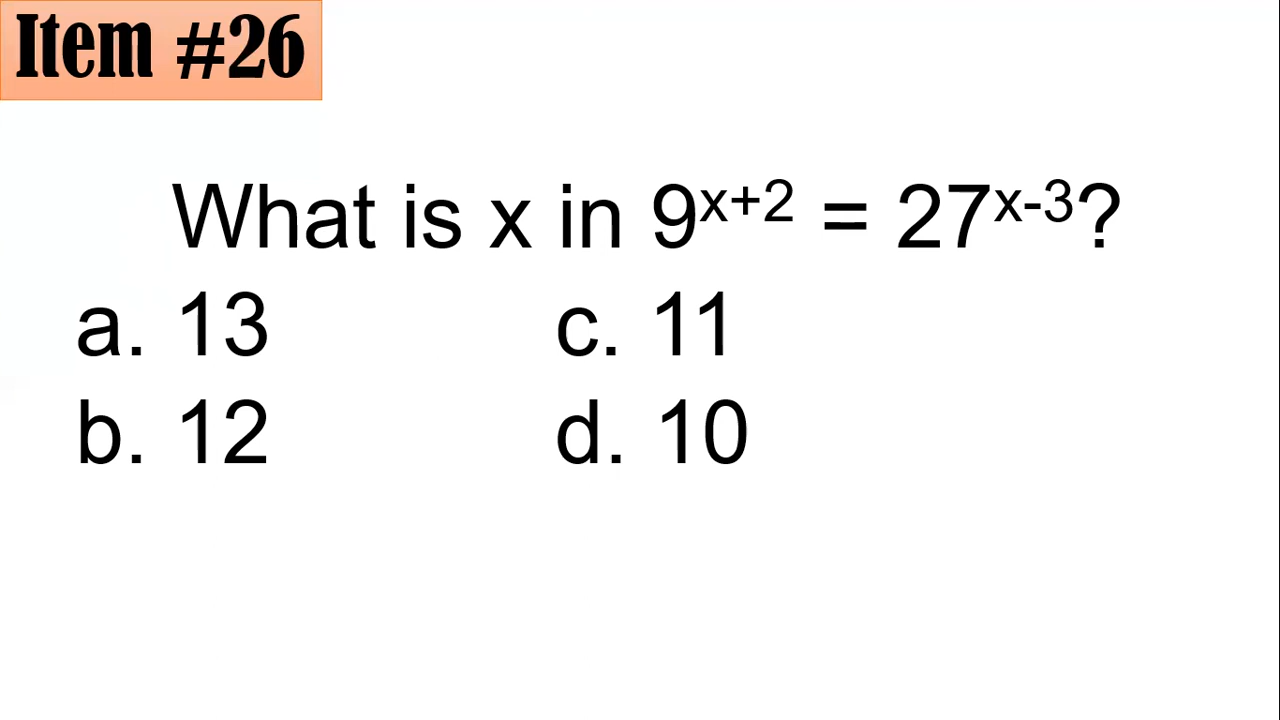 Item #26
What is x in 9ˣ⁺² = 27ˣ⁻³?
a. 13 c. 11
b. 12 d. 10